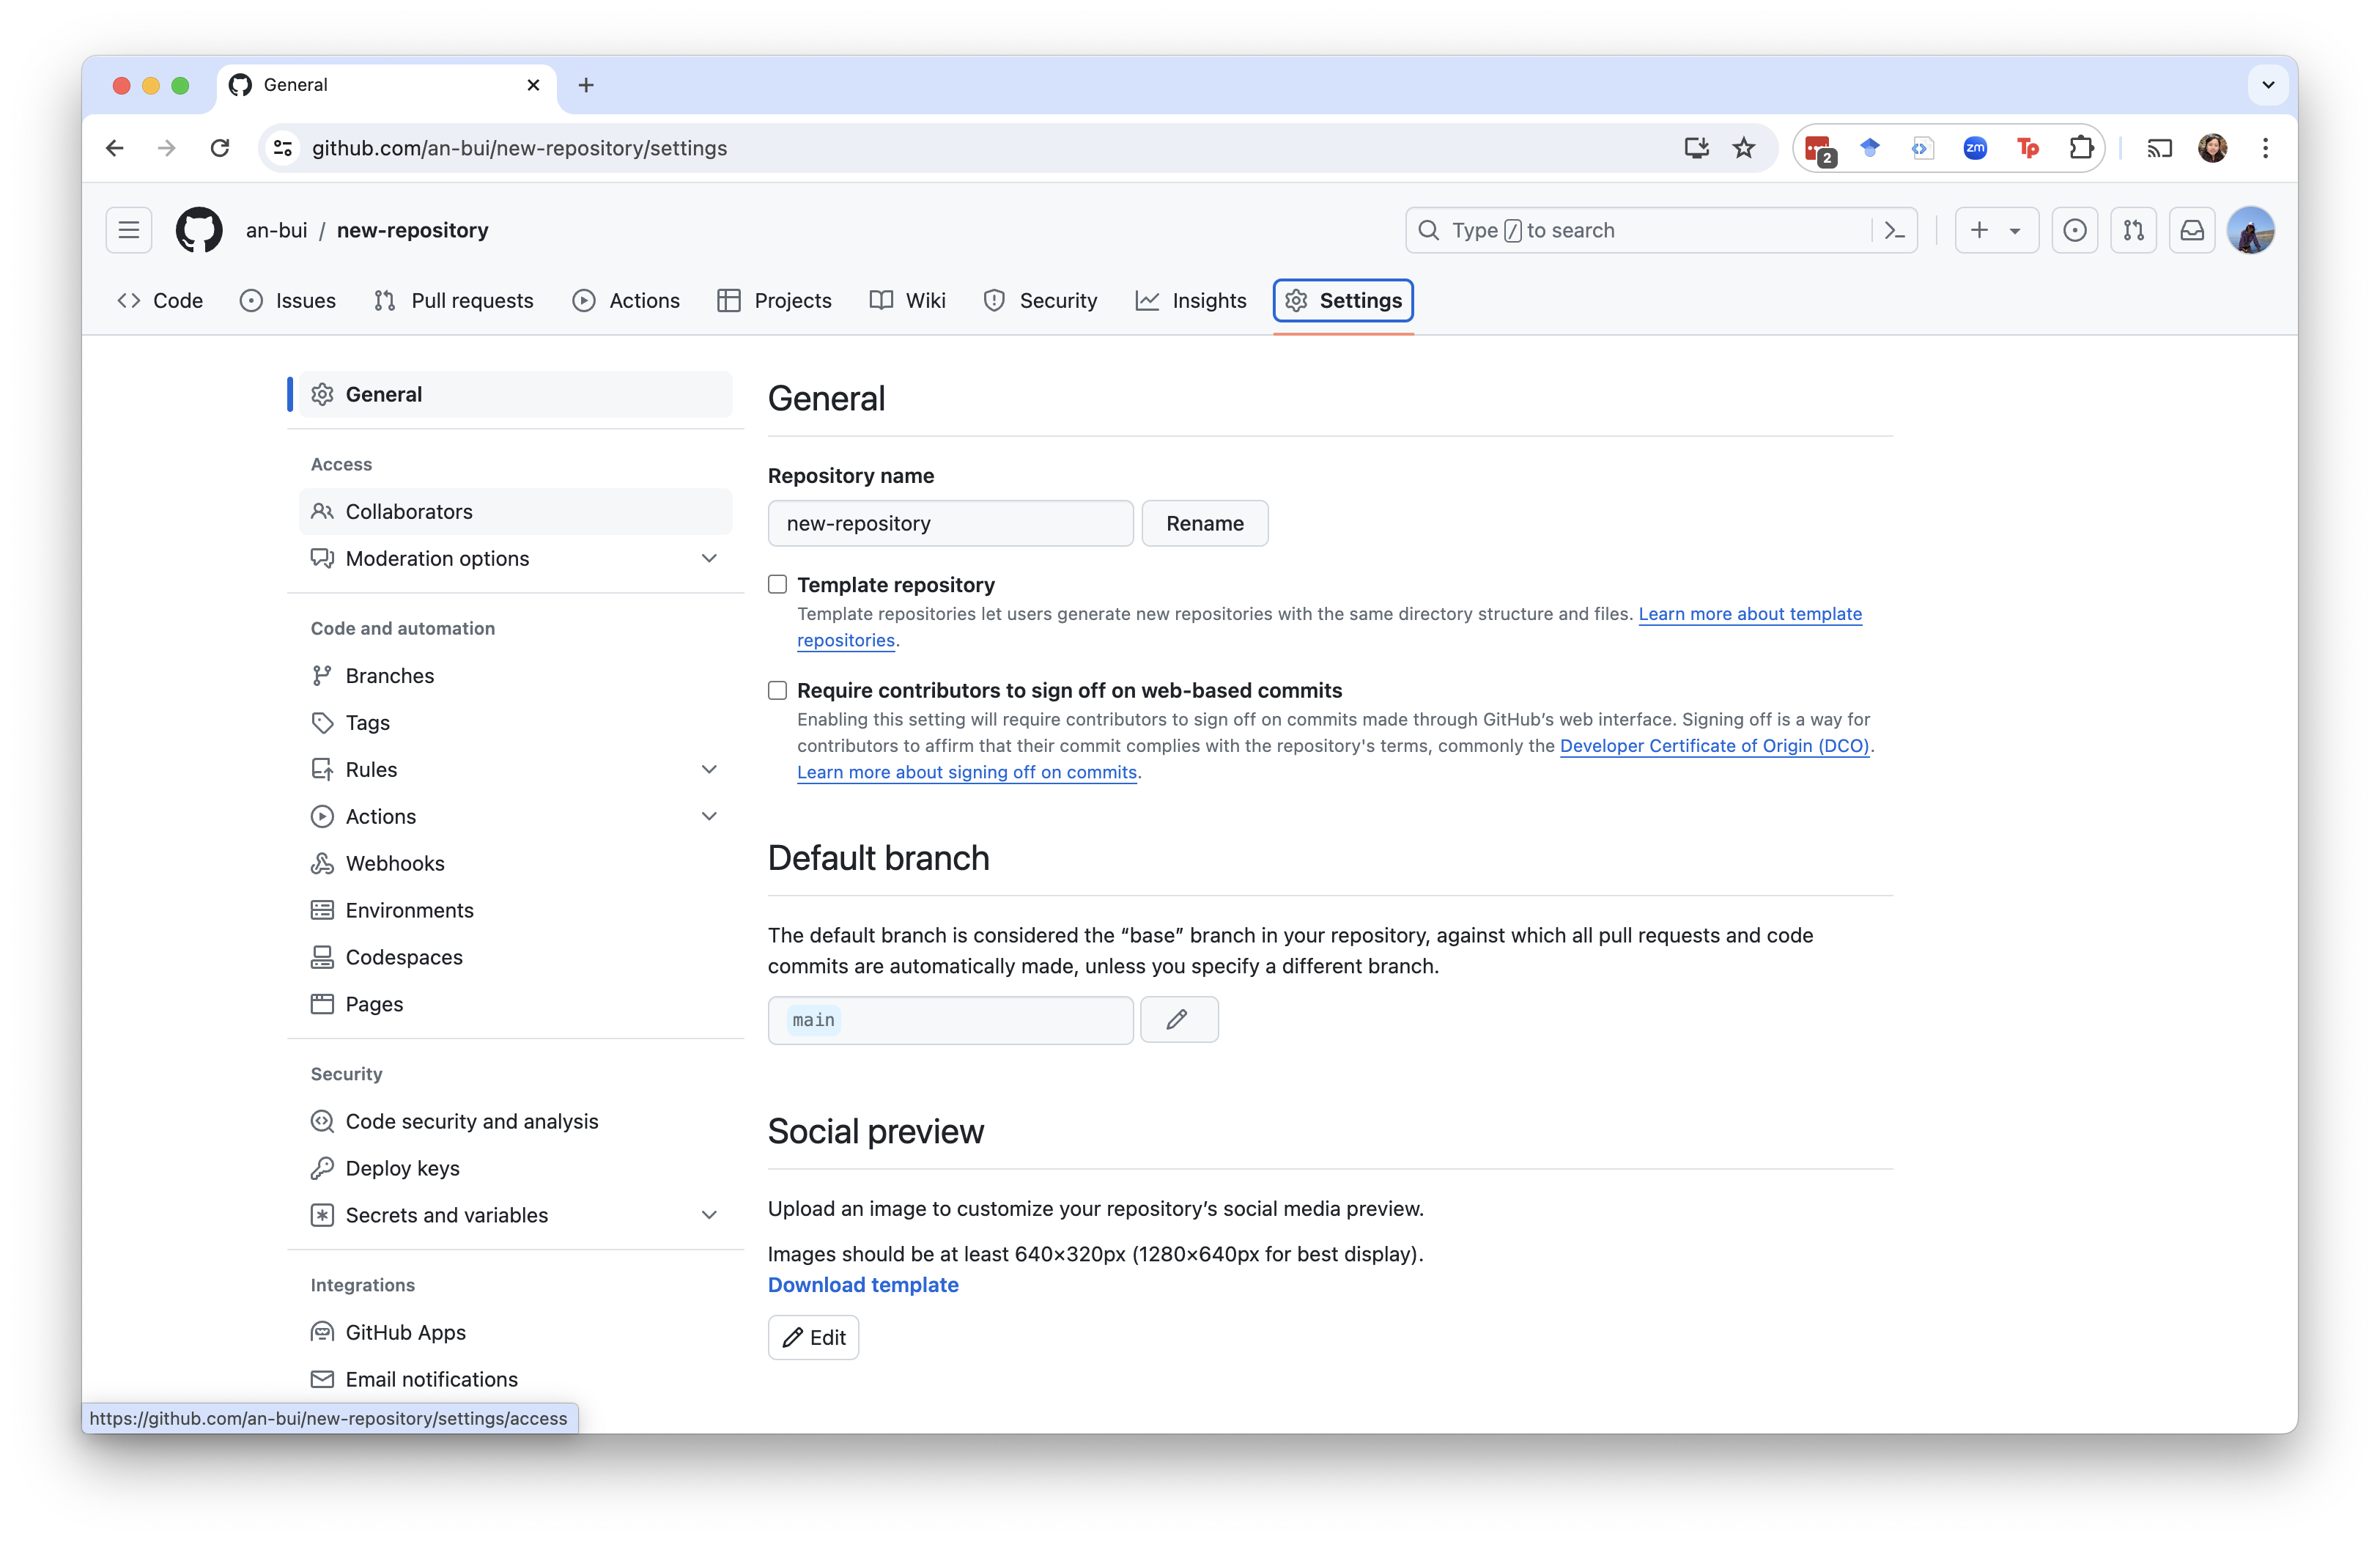 General
github.com/an-bui/new-repository/settings
2
zm
Tp
an-bui / new-repository
Type / to search
Code Issues Pull requests Actions Projects Wiki Security Insights Settings
General
Access
Collaborators
Moderation options
Code and automation
Branches
Tags
Rules
Actions
Webhooks
Environments
Codespaces
Pages
Security
Code security and analysis
Deploy keys
Secrets and variables
Integrations
GitHub Apps
Email notifications
https://github.com/an-bui/new-repository/settings/access
General
Repository name
new-repository Rename
Template repository
Template repositories let users generate new repositories with the same directory structure and files. Learn more about template
repositories.
Require contributors to sign off on web-based commits
Enabling this setting will require contributors to sign off on commits made through GitHub’s web interface. Signing off is a way for
contributors to affirm that their commit complies with the repository's terms, commonly the Developer Certificate of Origin (DCO).
Learn more about signing off on commits.
Default branch
The default branch is considered the “base” branch in your repository, against which all pull requests and code
commits are automatically made, unless you specify a different branch.
main
Social preview
Upload an image to customize your repository’s social media preview.
Images should be at least 640×320px (1280×640px for best display).
Download template
Edit